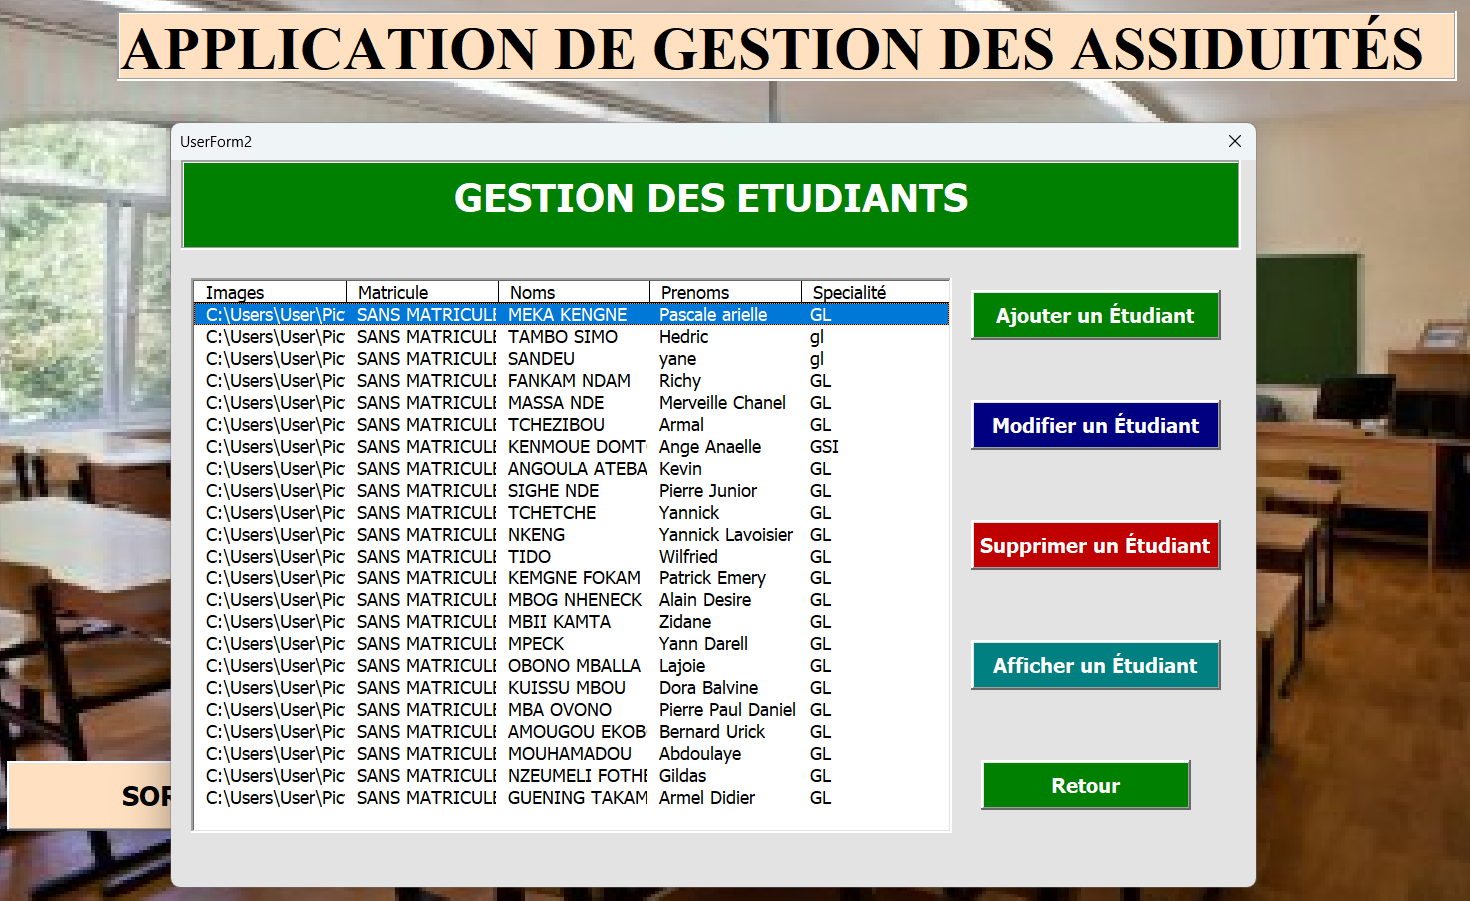 APPLICATION DE GESTION DES ASSIDUITÉS
UserForm2
GESTION DES ETUDIANTS
Images Matricule Noms Prenoms Specialité
C:\Users\User\Pic SANS MATRICULE MEKA KENGNE Pascale arielle GL
C:\Users\User\Pic SANS MATRICULE TAMBO SIMO Hedric gl
C:\Users\User\Pic SANS MATRICULE SANDEU yane gl
C:\Users\User\Pic SANS MATRICULE FANKAM NDAM Richy GL
C:\Users\User\Pic SANS MATRICULE MASSA NDE Merveille Chanel GL
C:\Users\User\Pic SANS MATRICULE TCHEZIBOU Armal GL
C:\Users\User\Pic SANS MATRICULE KENMOUE DOMT Ange Anaelle GSI
C:\Users\User\Pic SANS MATRICULE ANGOULA ATEBA Kevin GL
C:\Users\User\Pic SANS MATRICULE SIGHE NDE Pierre Junior GL
C:\Users\User\Pic SANS MATRICULE TCHETCHE Yannick GL
C:\Users\User\Pic SANS MATRICULE NKENG Yannick Lavoisier GL
C:\Users\User\Pic SANS MATRICULE TIDO Wilfried GL
C:\Users\User\Pic SANS MATRICULE KEMGNE FOKAM Patrick Emery GL
C:\Users\User\Pic SANS MATRICULE MBOG NHENECK Alain Desire GL
C:\Users\User\Pic SANS MATRICULE MBII KAMTA Zidane GL
C:\Users\User\Pic SANS MATRICULE MPECK Yann Darell GL
C:\Users\User\Pic SANS MATRICULE OBONO MBALLA Lajoie GL
C:\Users\User\Pic SANS MATRICULE KUISSU MBOU Dora Balvine GL
C:\Users\User\Pic SANS MATRICULE MBA OVONO Pierre Paul Daniel GL
C:\Users\User\Pic SANS MATRICULE AMOUGOU EKOB Bernard Urick GL
C:\Users\User\Pic SANS MATRICULE MOUHAMADOU Abdoulaye GL
C:\Users\User\Pic SANS MATRICULE NZEUMELI FOTHE Gildas GL
C:\Users\User\Pic SANS MATRICULE GUENING TAKAM Armel Didier GL
Ajouter un Étudiant
Modifier un Étudiant
Supprimer un Étudiant
Afficher un Étudiant
Retour
SOR